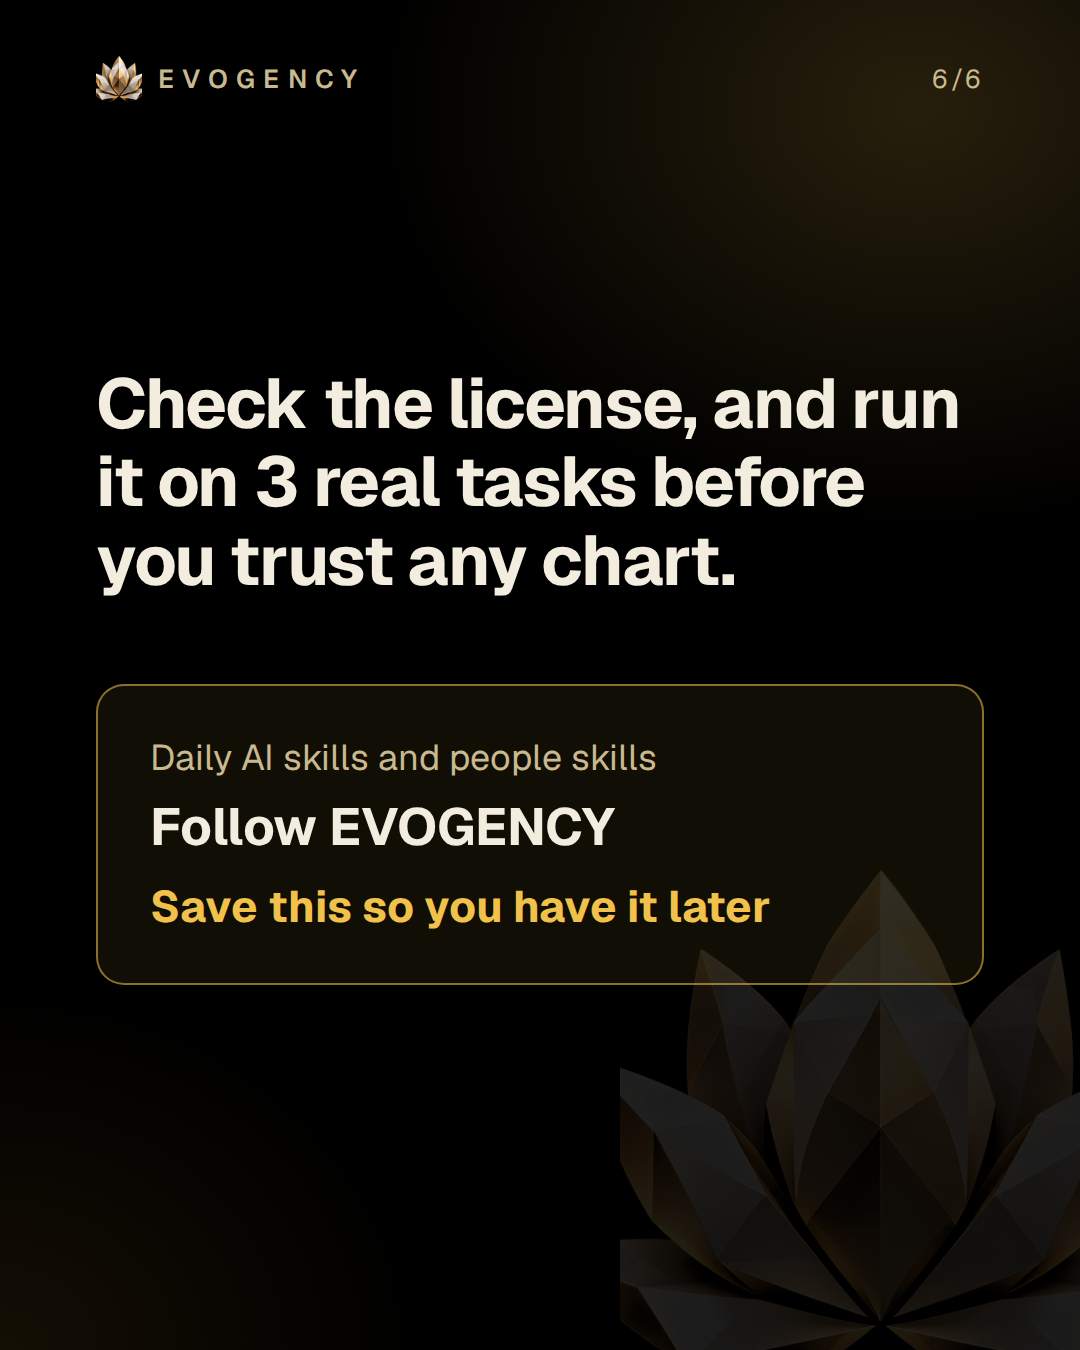 EVOGENCY
6/6
Check the license, and run
it on 3 real tasks before
you trust any chart.
Daily AI skills and people skills
Follow EVOGENCY
Save this so you have it later